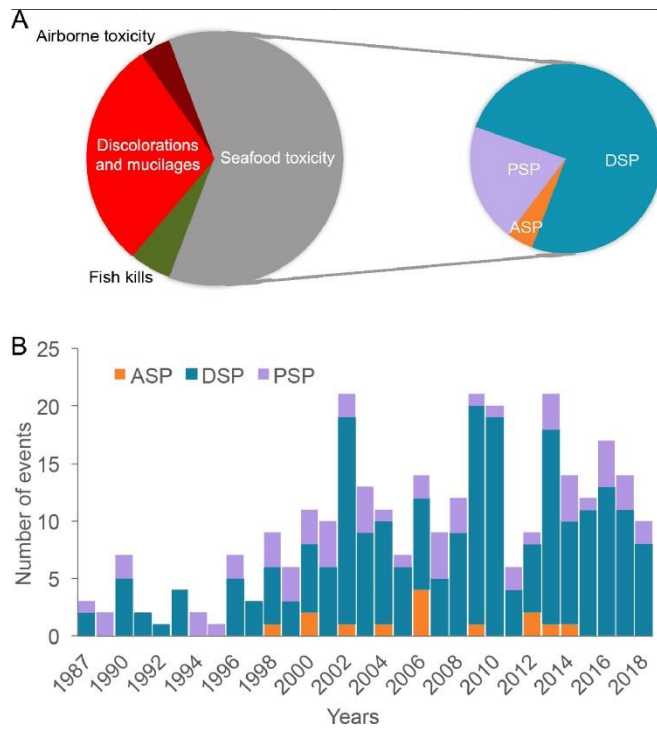 A
Airborne toxicity
Discolorations
and mucilages
Seafood toxicity
Fish kills
DSP
PSP
ASP
B
25
20
15
10
5
0
Number of events
ASP DSP PSP
1987 1990 1992 1994 1996 1998 2000 2002 2004 2006 2008 2010 2012 2014 2016 2018
Years